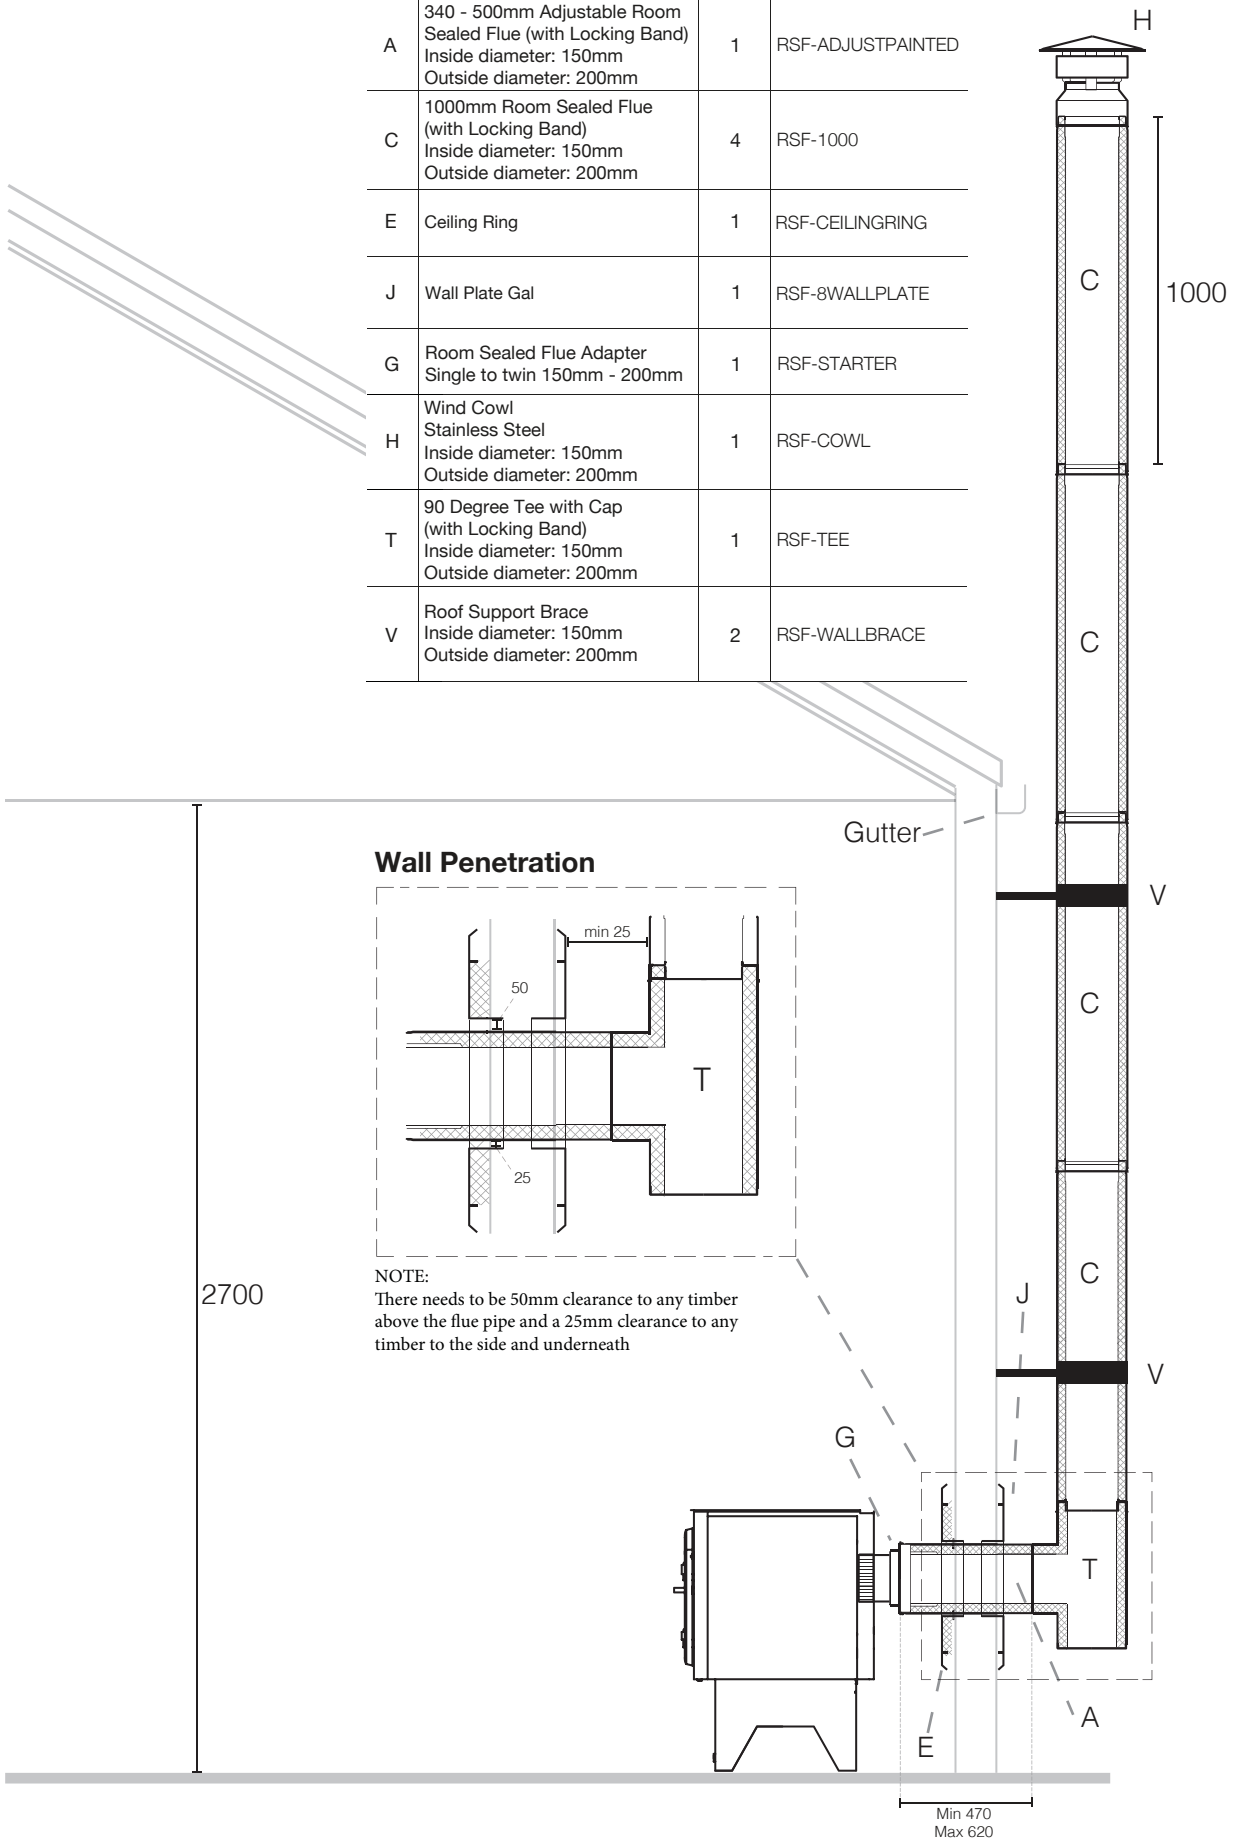 340 - 500mm Adjustable Room
Sealed Flue (with Locking Band)
A
Inside diameter: 150mm
Outside diameter: 200mm
1
RSF-ADJUSTPAINTED
1000mm Room Sealed Flue
(with Locking Band)
C
Inside diameter: 150mm
Outside diameter: 200mm
4
RSF-1000
E
Ceiling Ring
1
RSF-CEILINGRING
J
Wall Plate Gal
1
RSF-8WALLPLATE
G
Room Sealed Flue Adapter
Single to twin 150mm - 200mm
1
RSF-STARTER
Wind Cowl
Stainless Steel
H
Inside diameter: 150mm
Outside diameter: 200mm
1
RSF-COWL
90 Degree Tee with Cap
(with Locking Band)
T
Inside diameter: 150mm
Outside diameter: 200mm
1
RSF-TEE
Roof Support Brace
V
Inside diameter: 150mm
Outside diameter: 200mm
2
RSF-WALLBRACE
H
C
1000
C
Gutter
V
Wall Penetration
min 25
50
T
25
C
NOTE:
There needs to be 50mm clearance to any timber
above the flue pipe and a 25mm clearance to any
timber to the side and underneath
2700
C
J
V
G
T
A
E
Min 470
Max 620